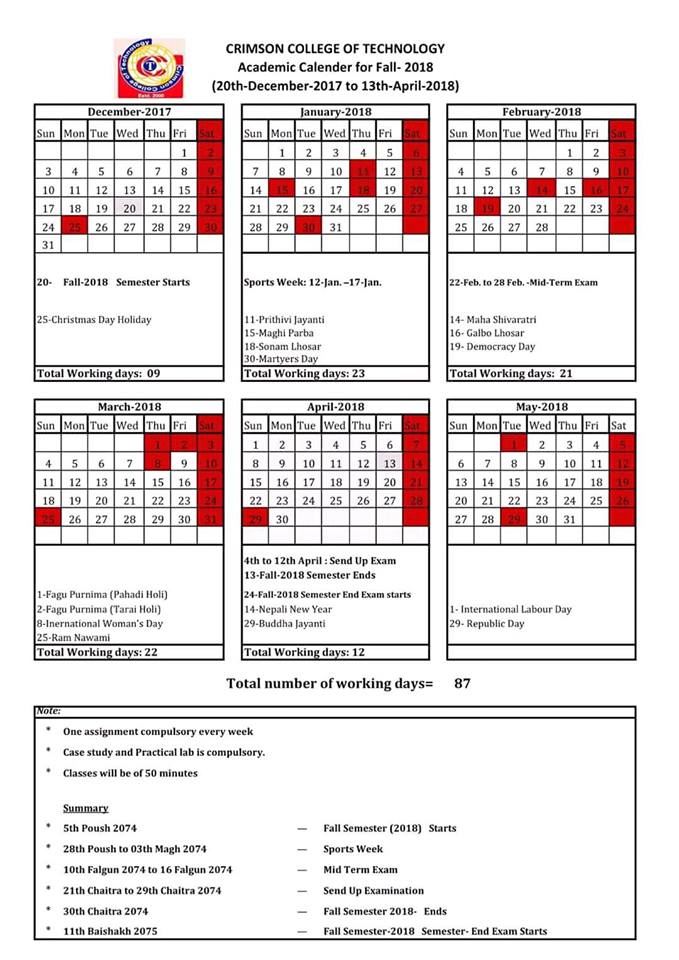 Crimson College of Technology
CTC
Estd. 2000
CRIMSON COLLEGE OF TECHNOLOGY
Academic Calender for Fall- 2018
(20th-December-2017 to 13th-April-2018)
December-2017
Sun Mon Tue Wed Thu Fri Sat
1 2
3 4 5 6 7 8 9
10 11 12 13 14 15 16
17 18 19 20 21 22 23
24 25 26 27 28 29 30
31
20- Fall-2018 Semester Starts
25-Christmas Day Holiday
Total Working days: 09
January-2018
Sun Mon Tue Wed Thu Fri Sat
1 2 3 4 5 6
7 8 9 10 11 12 13
14 15 16 17 18 19 20
21 22 23 24 25 26 27
28 29 30 31
Sports Week: 12-Jan. –17-Jan.
11-Prithivi Jayanti
15-Maghi Parba
18-Sonam Lhosar
30-Martyers Day
Total Working days: 23
February-2018
Sun Mon Tue Wed Thu Fri Sat
1 2 3
4 5 6 7 8 9 10
11 12 13 14 15 16 17
18 19 20 21 22 23 24
25 26 27 28
22-Feb. to 28 Feb. -Mid-Term Exam
14- Maha Shivaratri
16- Galbo Lhosar
19- Democracy Day
Total Working days: 21
March-2018
Sun Mon Tue Wed Thu Fri Sat
1 2 3
4 5 6 7 8 9 10
11 12 13 14 15 16 17
18 19 20 21 22 23 24
25 26 27 28 29 30 31
1-Fagu Purnima (Pahadi Holi)
2-Fagu Purnima (Tarai Holi)
8-Inernational Woman's Day
25-Ram Nawami
Total Working days: 22
April-2018
Sun Mon Tue Wed Thu Fri Sat
1 2 3 4 5 6 7
8 9 10 11 12 13 14
15 16 17 18 19 20 21
22 23 24 25 26 27 28
29 30
4th to 12th April : Send Up Exam
13-Fall-2018 Semester Ends
24-Fall-2018 Semester End Exam starts
14-Nepali New Year
29-Buddha Jayanti
Total Working days: 12
May-2018
Sun Mon Tue Wed Thu Fri Sat
1 2 3 4 5
6 7 8 9 10 11 12
13 14 15 16 17 18 19
20 21 22 23 24 25 26
27 28 29 30 31
1- International Labour Day
29- Republic Day
Total number of working days= 87
Note:
* One assignment compulsory every week
* Case study and Practical lab is compulsory.
* Classes will be of 50 minutes
Summary
* 5th Poush 2074 — Fall Semester (2018) Starts
* 28th Poush to 03th Magh 2074 — Sports Week
* 10th Falgun 2074 to 16 Falgun 2074 — Mid Term Exam
* 21th Chaitra to 29th Chaitra 2074 — Send Up Examination
* 30th Chaitra 2074 — Fall Semester 2018- Ends
* 11th Baishakh 2075 — Fall Semester-2018 Semester- End Exam Starts